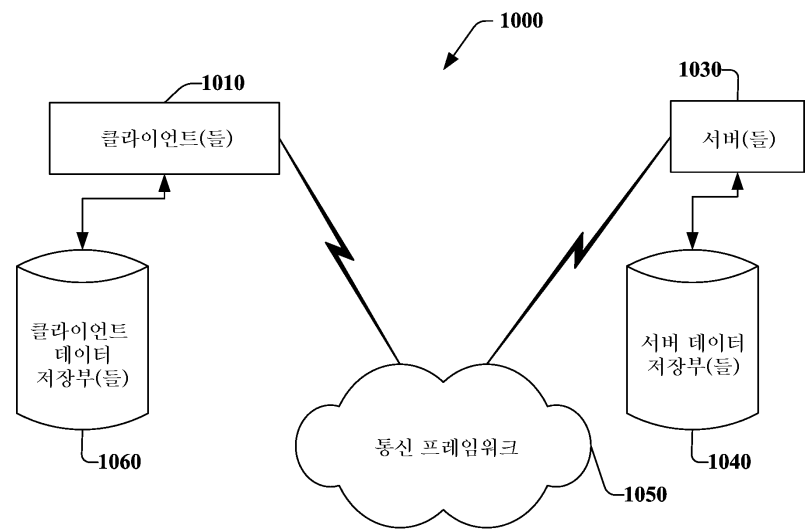 1000
1010
클라이언트(들)
1030
서버(들)
클라이언트
데이터
저장부(들)
1060
통신 프레임워크
1050
서버 데이터
저장부(들)
1040